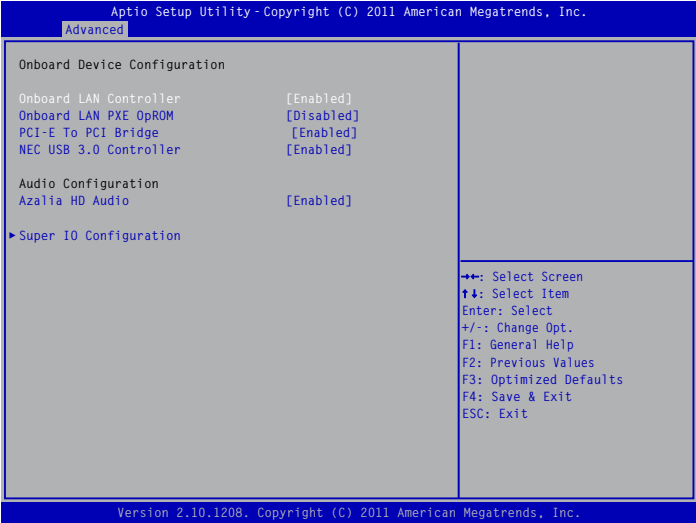 Aptio Setup Utility - Copyright (C) 2011 American Megatrends, Inc.
Advanced
Onboard Device Configuration
Onboard LAN Controller [Enabled]
Onboard LAN PXE OpROM [Disabled]
PCI-E To PCI Bridge [Enabled]
NEC USB 3.0 Controller [Enabled]
Audio Configuration
Azalia HD Audio [Enabled]
►Super IO Configuration
→←: Select Screen
↑↓: Select Item
Enter: Select
+/-: Change Opt.
F1: General Help
F2: Previous Values
F3: Optimized Defaults
F4: Save & Exit
ESC: Exit
Version 2.10.1208. Copyright (C) 2011 American Megatrends, Inc.